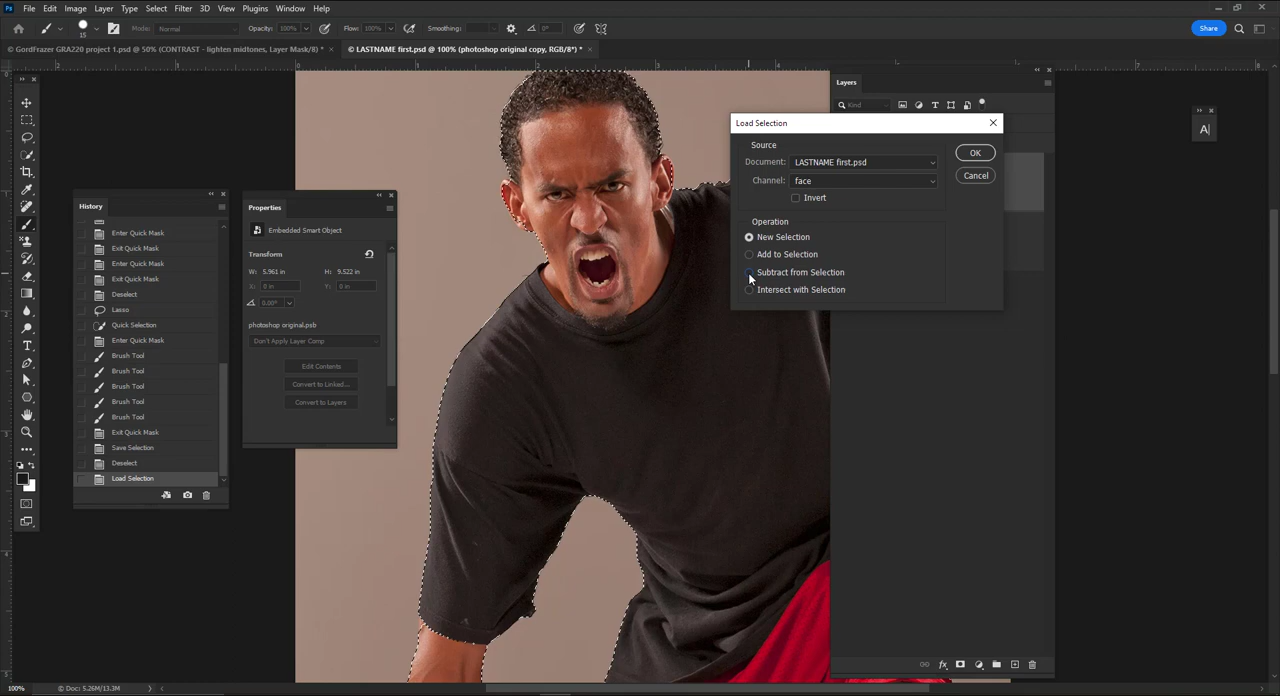 Ps File Edit Image Layer Type Select Filter 3D View Plugins Window Help
15 Mode: Normal Opacity: 100% Flow: 100% Smoothing: 0° Share
© GordFrazer GRA220 project 1.psd @ 50% (CONTRAST - lighten midtones, Layer Mask/8) * × © LASTNAME first.psd @ 100% (photoshop original copy, RGB/8*) * ×
Layers
Kind
Load Selection
Source
Document: LASTNAME first.psd
OK
Channel: face
Cancel
Invert
Operation
New Selection
Add to Selection
Subtract from Selection
Intersect with Selection
A
History
Enter Quick Mask
Exit Quick Mask
Enter Quick Mask
Exit Quick Mask
Deselect
Lasso
Quick Selection
Enter Quick Mask
Brush Tool
Brush Tool
Brush Tool
Brush Tool
Brush Tool
Exit Quick Mask
Save Selection
Deselect
Load Selection
Properties
Embedded Smart Object
Transform
W: 5.961 in H: 9.522 in
X: 0 in Y: 0 in
0.00°
photoshop original.psb
Don't Apply Layer Comp
Edit Contents
Convert to Linked...
Convert to Layers
100% © Doc: 5.26M/13.3M